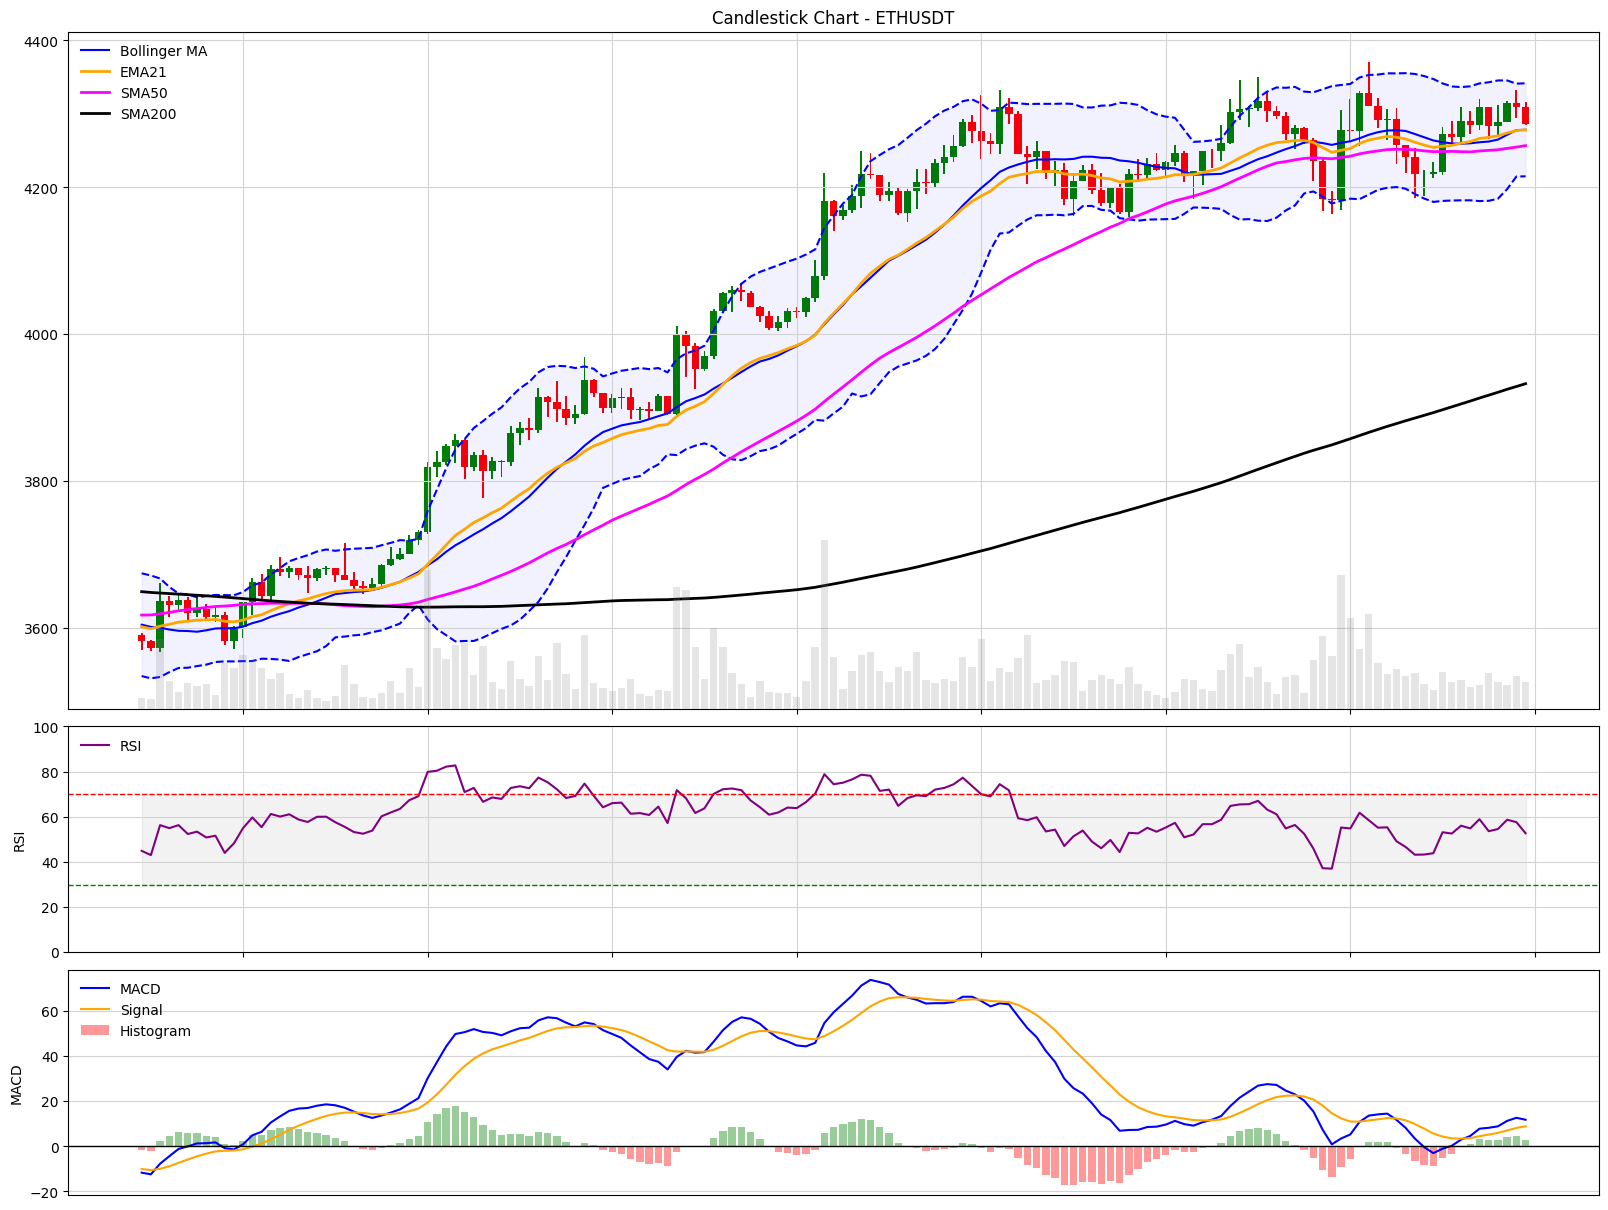 Candlestick Chart - ETHUSDT
4400
4200
4000
3800
3600
Bollinger MA
EMA21
SMA50
SMA200
100
80
60
40
20
0
RSI
RSI
60
40
20
0
−20
MACD
MACD
Signal
Histogram